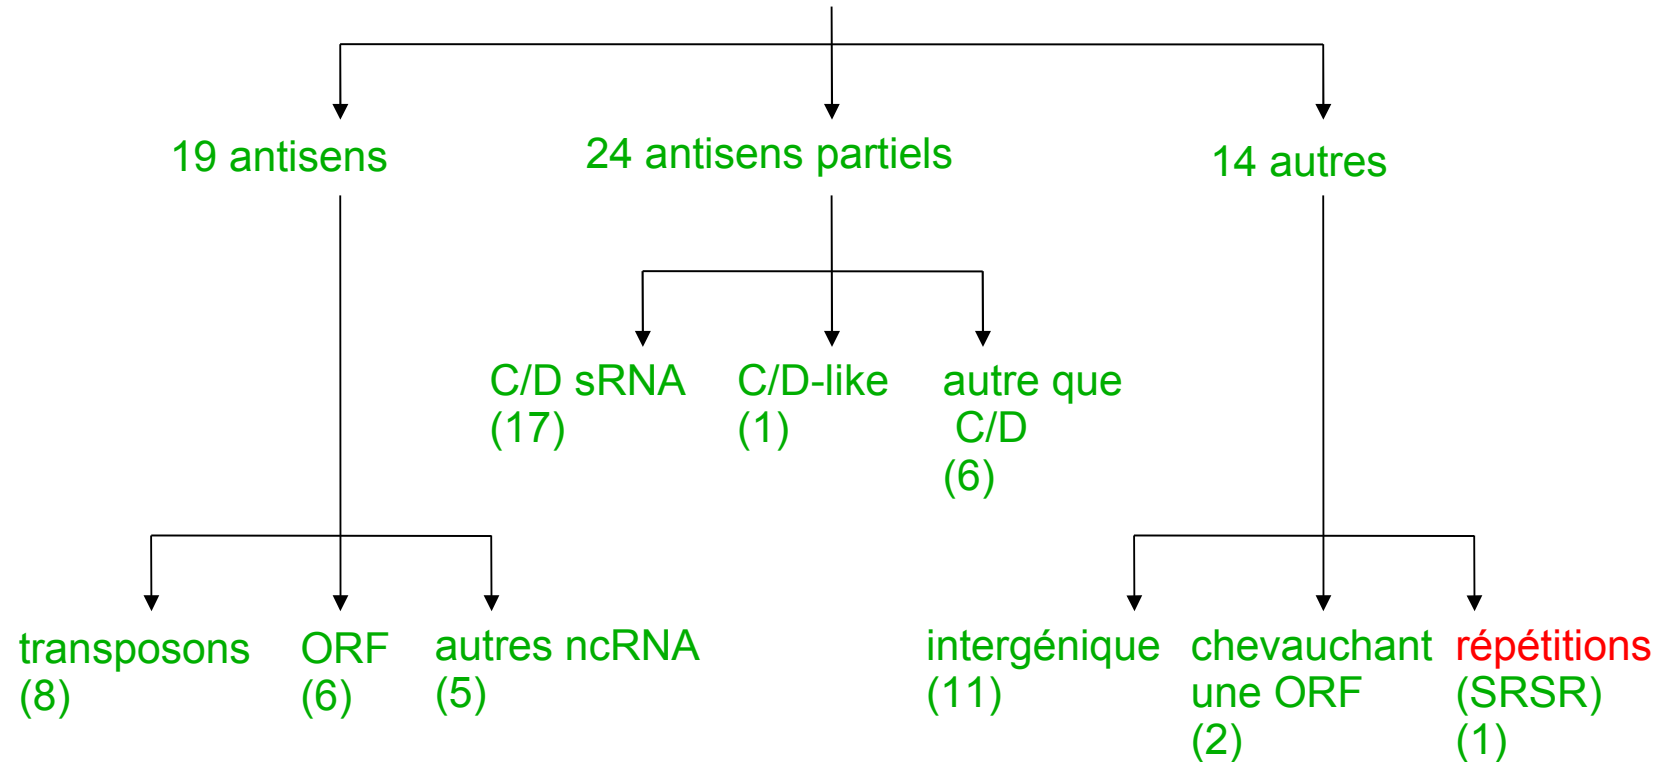 19 antisens
24 antisens partiels
14 autres
C/D sRNA
(17)
C/D-like
(1)
autre que
C/D
(6)
transposons
(8)
ORF
(6)
autres ncRNA
(5)
intergénique
(11)
chevauchant
une ORF
(2)
répétitions
(SRSR)
(1)